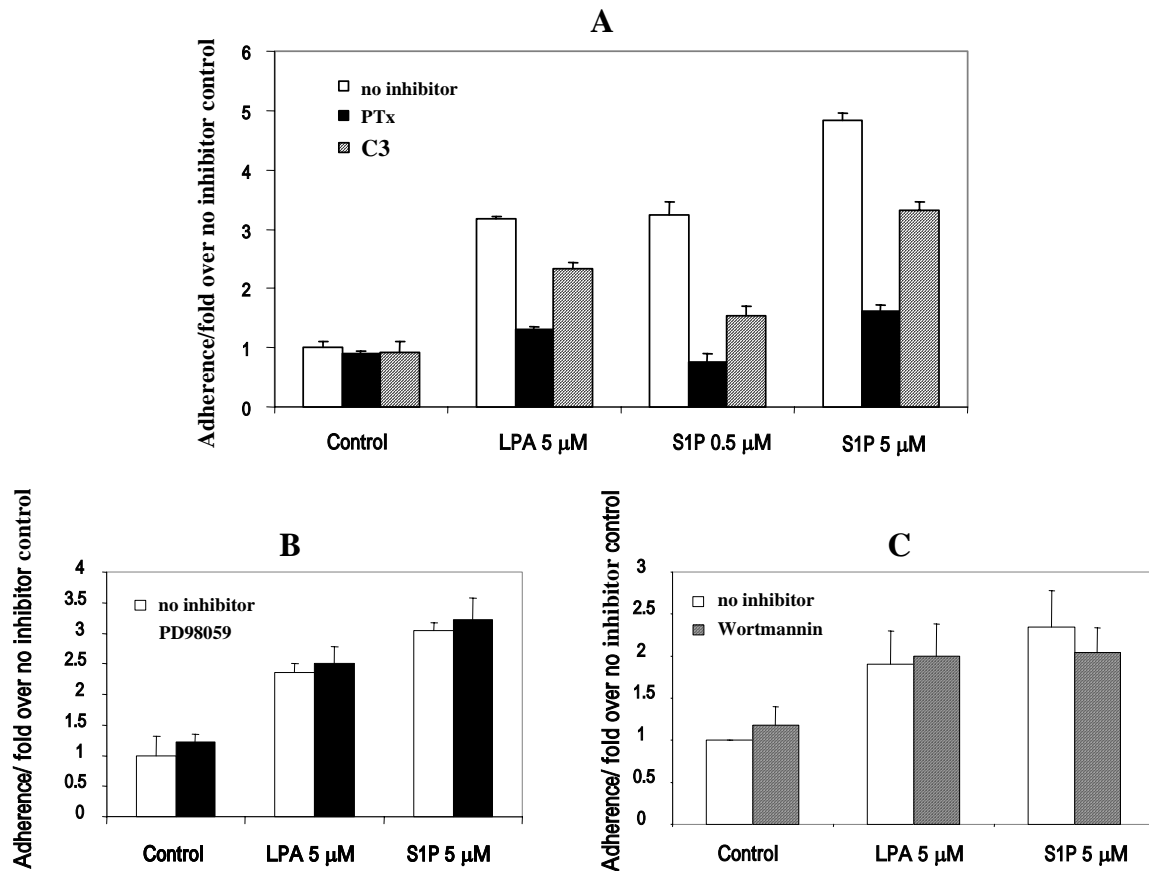 A
Adherence/fold over no inhibitor control
6
5
4
3
2
1
0
no inhibitor
PTx
C3
Control
LPA 5 μM
S1P 0.5 μM
S1P 5 μM
B
Adherence/ fold over no inhibitor control
4
3.5
3
2.5
2
1.5
1
0.5
0
no inhibitor
PD98059
Control
LPA 5 μM
S1P 5 μM
C
Adherence/ fold over no inhibitor control
3
2.5
2
1.5
1
0.5
0
no inhibitor
Wortmannin
Control
LPA 5 μM
S1P 5 μM